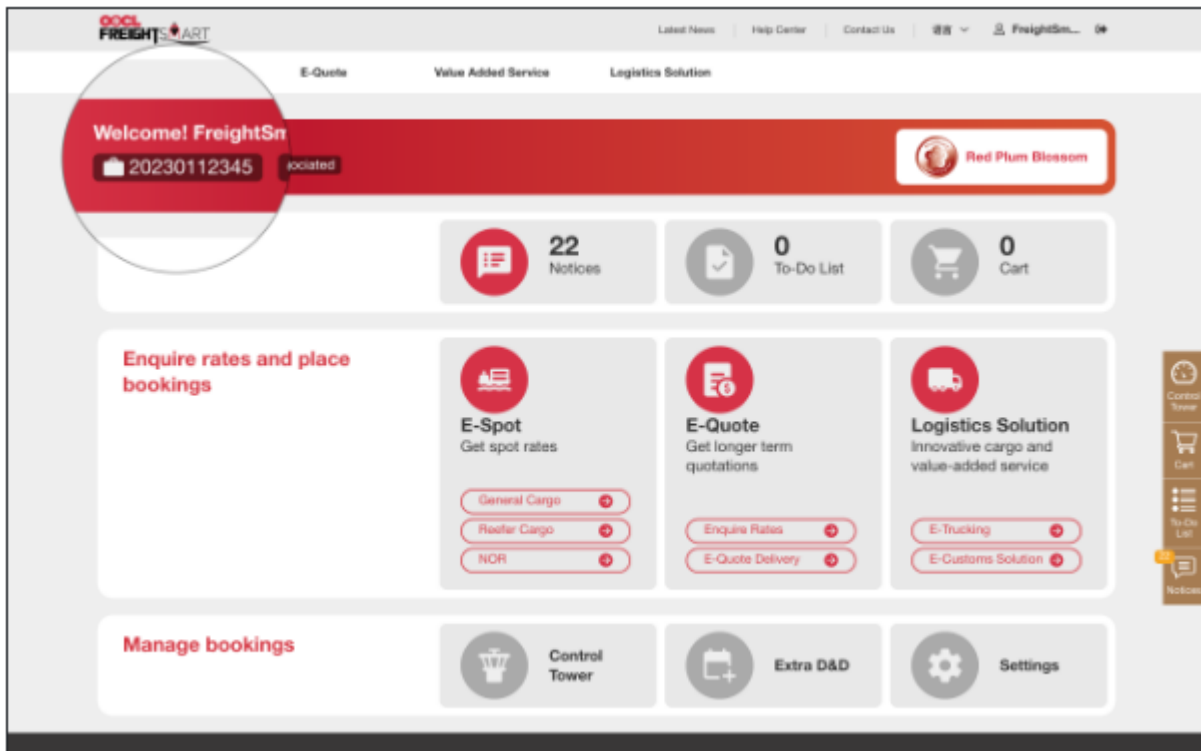 OOCL
FREIGHTSMART
Latest News
Help Center
Contact Us
语言
FreightSm...
E-Quote
Value Added Service
Logistics Solution
Welcome! FreightSm
20230112345
ociated
Red Plum Blossom
22
Notices
0
To-Do List
0
Cart
Enquire rates and place
bookings
E-Spot
Get spot rates
General Cargo
Reefer Cargo
NOR
E-Quote
Get longer term
quotations
Enquire Rates
E-Quote Delivery
Logistics Solution
Innovative cargo and
value-added service
E-Trucking
E-Customs Solution
Manage bookings
Control
Tower
Extra D&D
Settings
Control
Tower
Cart
To-Do
List
22
Notices